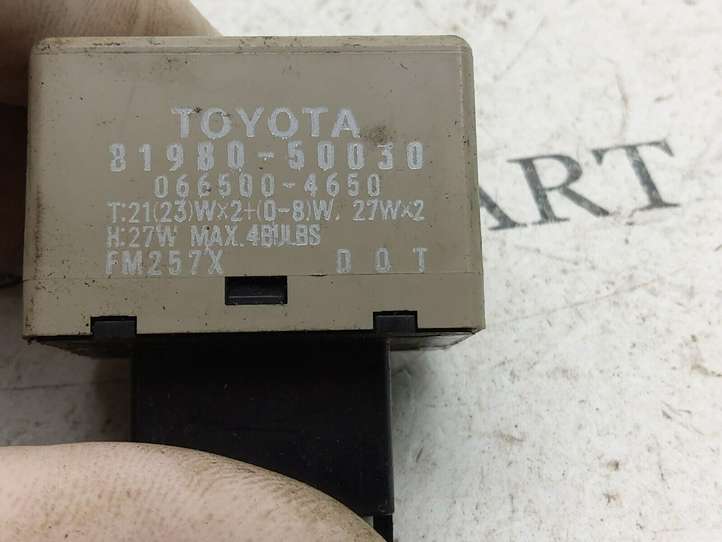 TOYOTA
81980-50030
066500-4650
T:21(23)W×2+(0-8)W, 27W×2
H:27W MAX.4BULBS
FM257X DOT
ART